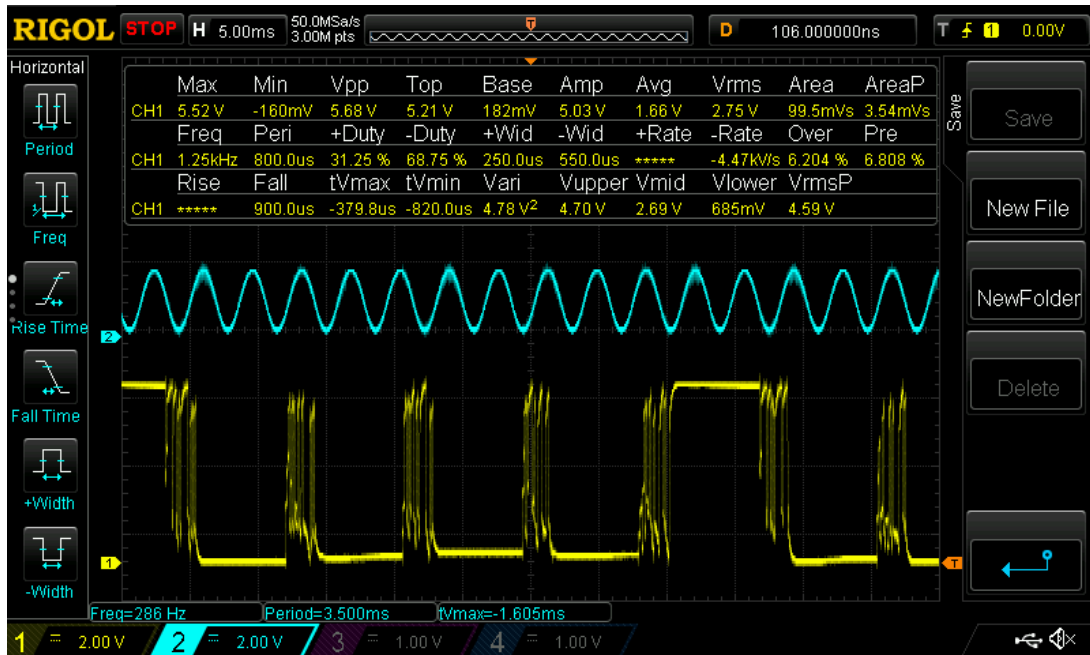 RIGOL STOP H 5.00ms 50.0MSa/s 3.00M pts D 106.000000ns T 1 0.00V
Horizontal
Period
Freq
Rise Time
Fall Time
+Width
-Width
Max Min Vpp Top Base Amp Avg Vrms Area AreaP
CH1 5.52 V -160mV 5.68 V 5.21 V 182mV 5.03 V 1.66 V 2.75 V 99.5mVs 3.54mVs
Freq Peri +Duty -Duty +Wid -Wid +Rate -Rate Over Pre
CH1 1.25kHz 800.0us 31.25 % 68.75 % 250.0us 550.0us ***** -4.47kV/s 6.204 % 6.808 %
Rise Fall tVmax tVmin Vari Vupper Vmid Vlower VrmsP
CH1 ***** 900.0us -379.8us -820.0us 4.78 V² 4.70 V 2.69 V 685mV 4.59 V
T
2
1
T
Save
Save
New File
NewFolder
Delete
Freq=286 Hz Period=3.500ms tVmax=-1.605ms
1 = 2.00 V 2 = 2.00 V 3 = 1.00 V 4 = 1.00 V